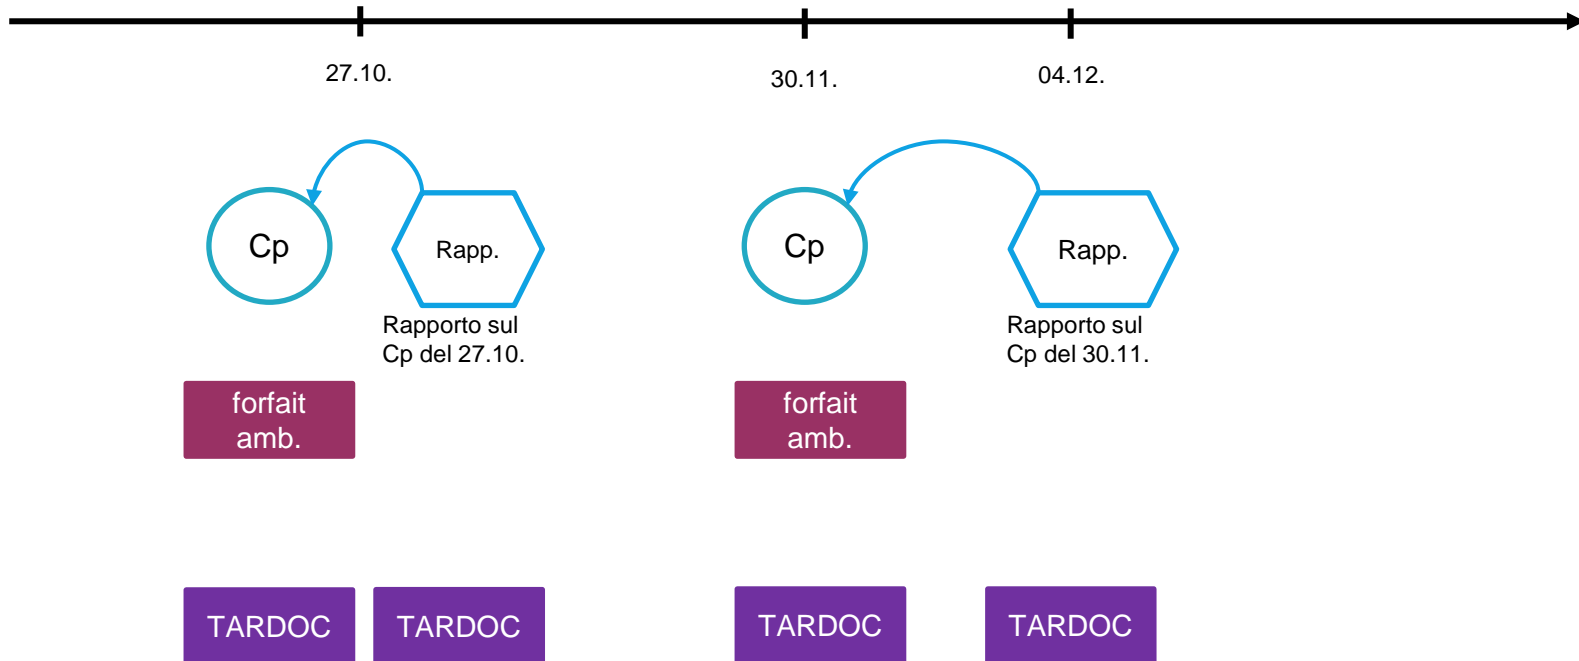 27.10.
30.11.
04.12.
Cp
Rapp.
Cp
Rapp.
Rapporto sul
Cp del 27.10.
Rapporto sul
Cp del 30.11.
forfait
amb.
forfait
amb.
TARDOC
TARDOC
TARDOC
TARDOC